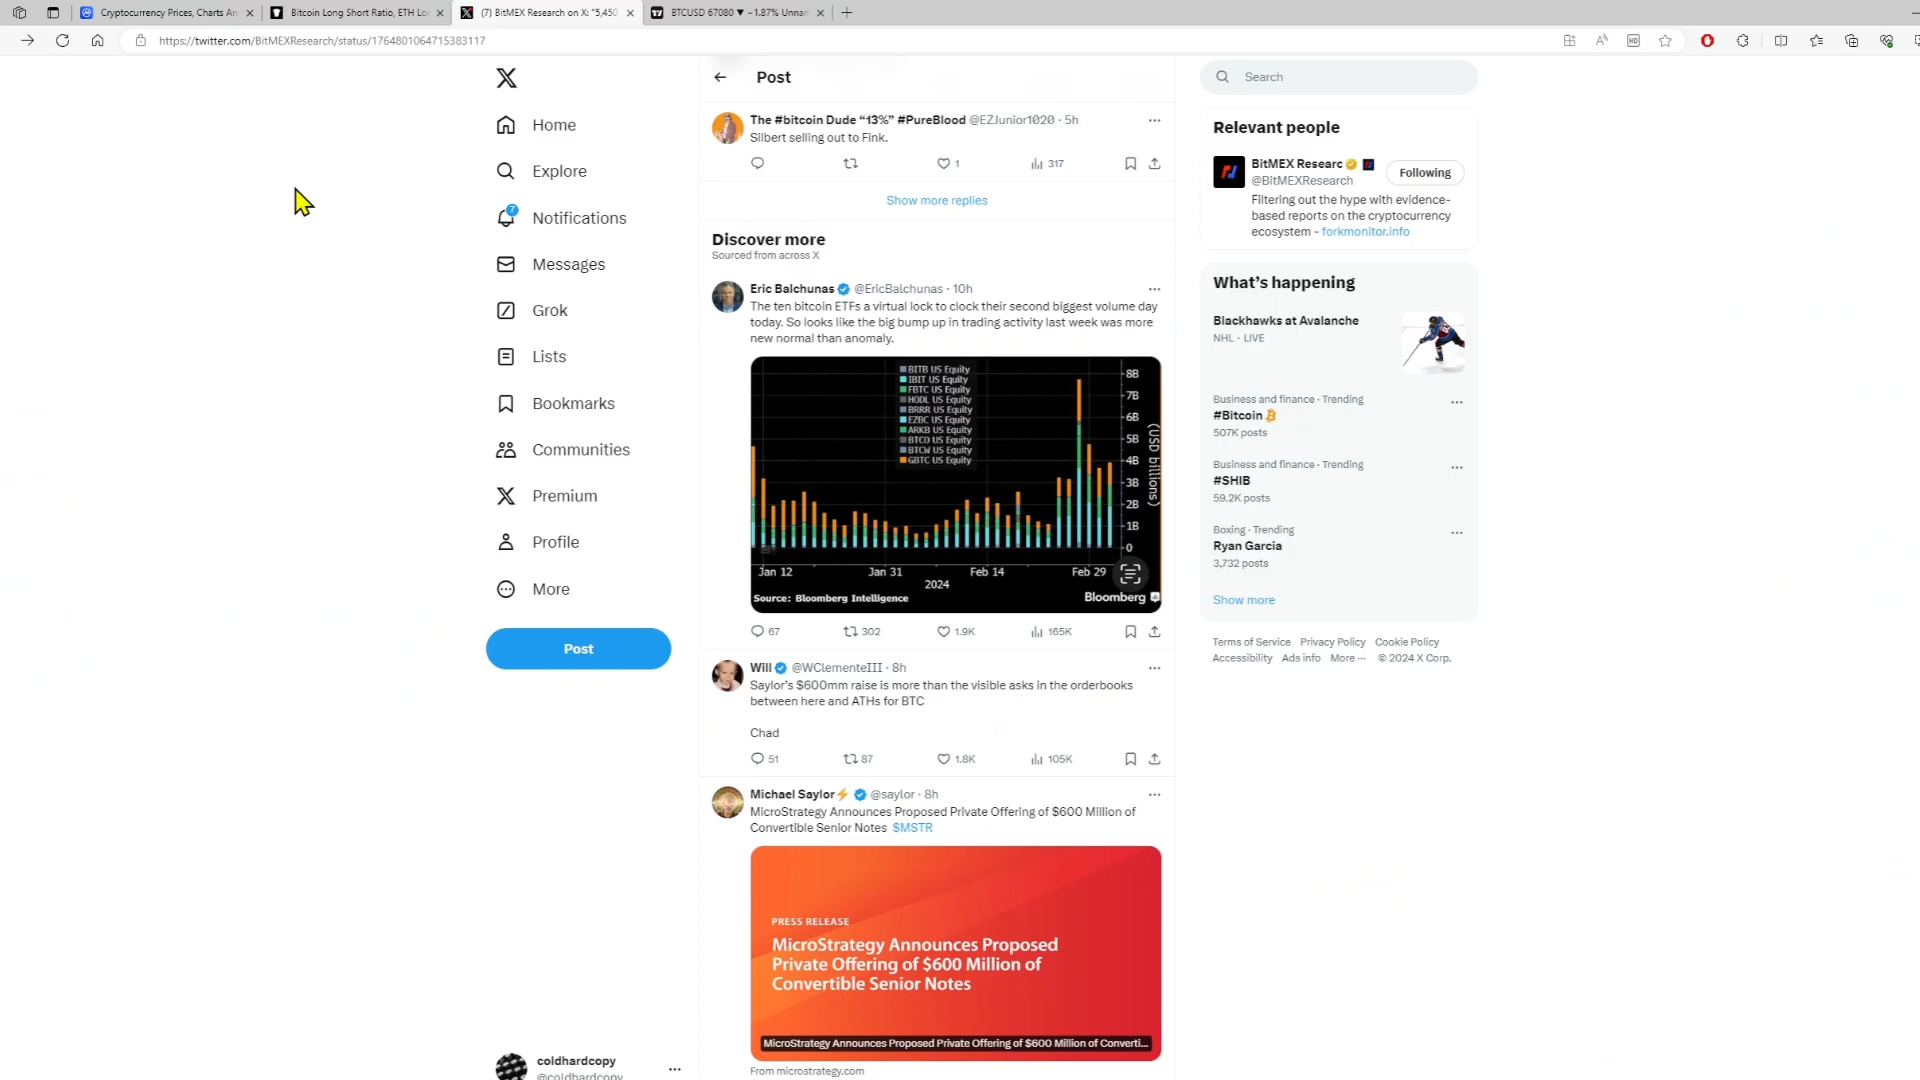 Cryptocurrency Prices, Charts An
Bitcoin Long Short Ratio, ETH Lo
(7) BitMEX Research on X: "5,450
BTCUSD 67080 ▼ −1.87% Unnan
https://twitter.com/BitMEXResearch/status/1764801064715383117
Home
Explore
7
Notifications
Messages
Grok
Lists
Bookmarks
Communities
Premium
Profile
More
Post
coldhardcopy
@coldhardcopy
Post
The #bitcoin Dude “13%” #PureBlood @EZJunior1020 · 5h
Silbert selling out to Fink.
1
317
Show more replies
Discover more
Sourced from across X
Eric Balchunas @EricBalchunas · 10h
The ten bitcoin ETFs a virtual lock to clock their second biggest volume day
today. So looks like the big bump up in trading activity last week was more
new normal than anomaly.
BITB US Equity
IBIT US Equity
FBTC US Equity
HODL US Equity
BRRR US Equity
EZBC US Equity
ARKB US Equity
BTCO US Equity
BTCW US Equity
GBTC US Equity
8B
7B
6B
5B
4B
3B
2B
1B
0
(USD billions)
Jan 12
Jan 31
Feb 14
Feb 29
2024
Source: Bloomberg Intelligence
Bloomberg
67
302
1.9K
165K
Will @WClementeIII · 8h
Saylor’s $600mm raise is more than the visible asks in the orderbooks
between here and ATHs for BTC
Chad
51
87
1.8K
105K
Michael Saylor⚡ @saylor · 8h
MicroStrategy Announces Proposed Private Offering of $600 Million of
Convertible Senior Notes $MSTR
PRESS RELEASE
MicroStrategy Announces Proposed
Private Offering of $600 Million of
Convertible Senior Notes
MicroStrategy Announces Proposed Private Offering of $600 Million of Converti...
From microstrategy.com
Search
Relevant people
BitMEX Researc
@BitMEXResearch
Following
Filtering out the hype with evidence-
based reports on the cryptocurrency
ecosystem - forkmonitor.info
What’s happening
Blackhawks at Avalanche
NHL · LIVE
Business and finance · Trending
#Bitcoin
507K posts
Business and finance · Trending
#SHIB
59.2K posts
Boxing · Trending
Ryan Garcia
3,732 posts
Show more
Terms of Service Privacy Policy Cookie Policy
Accessibility Ads info More ··· © 2024 X Corp.